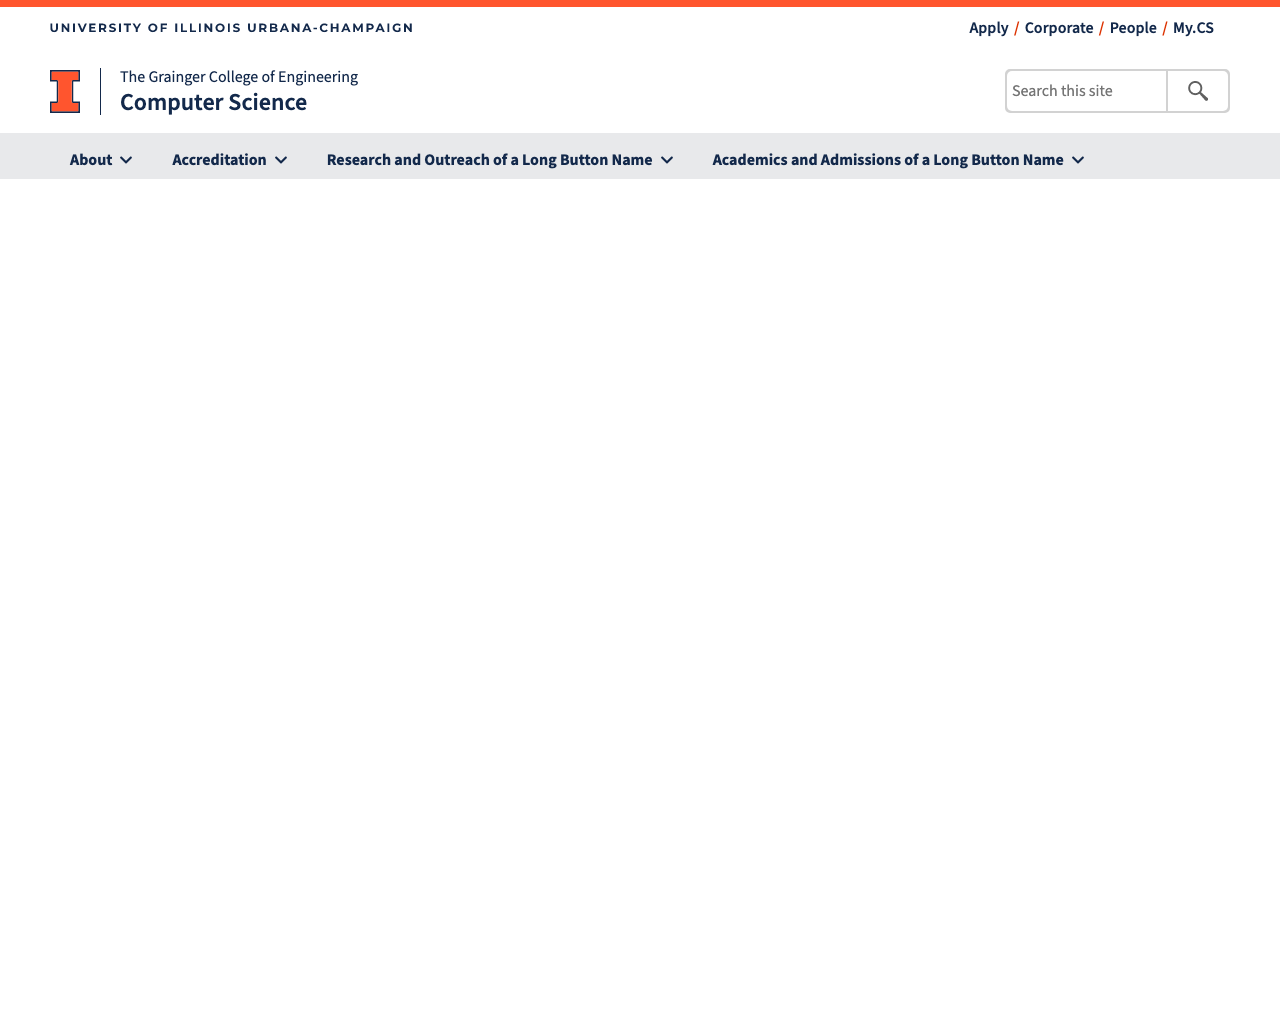 UNIVERSITY OF ILLINOIS URBANA-CHAMPAIGN
Apply / Corporate / People / My.CS
The Grainger College of Engineering
Computer Science
Search this site
About Accreditation Research and Outreach of a Long Button Name Academics and Admissions of a Long Button Name